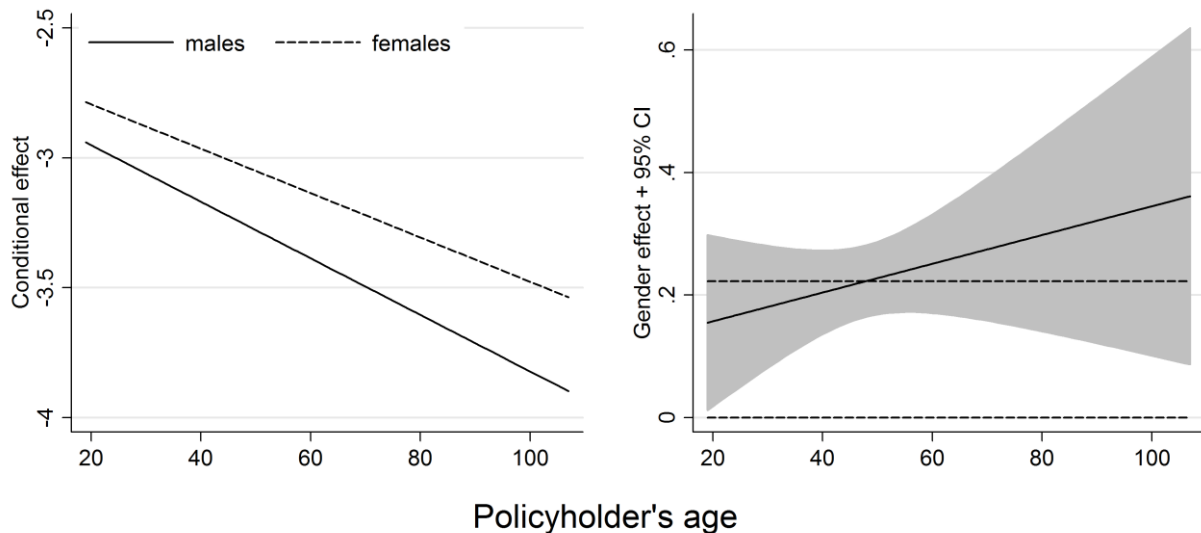 Conditional effect
-2.5
-3
-3.5
-4
males
females
20 40 60 80 100
Gender effect + 95% CI
.6
.4
.2
0
20 40 60 80 100
Policyholder's age